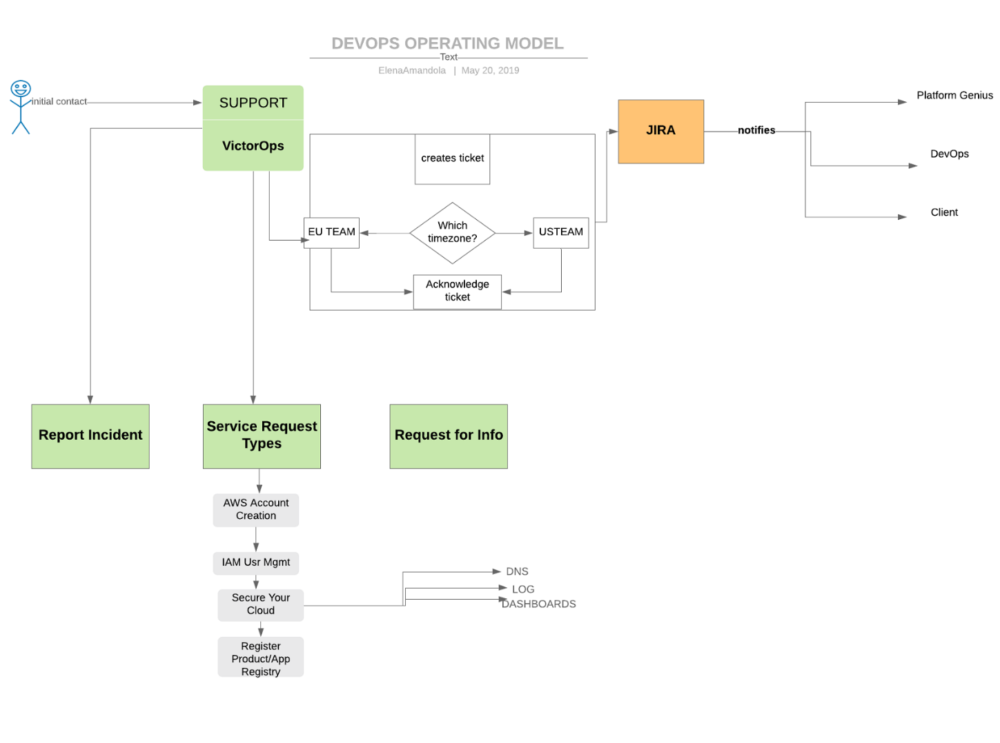 DEVOPS OPERATING MODEL
Text
ElenaAmandola | May 20, 2019
initial contact
SUPPORT
VictorOps
creates ticket
Which
timezone?
EU TEAM
USTEAM
Acknowledge
ticket
JIRA
notifies
Platform Genius
DevOps
Client
Report Incident
Service Request
Types
Request for Info
AWS Account
Creation
IAM Usr Mgmt
Secure Your
Cloud
DNS
LOG
DASHBOARDS
Register
Product/App
Registry